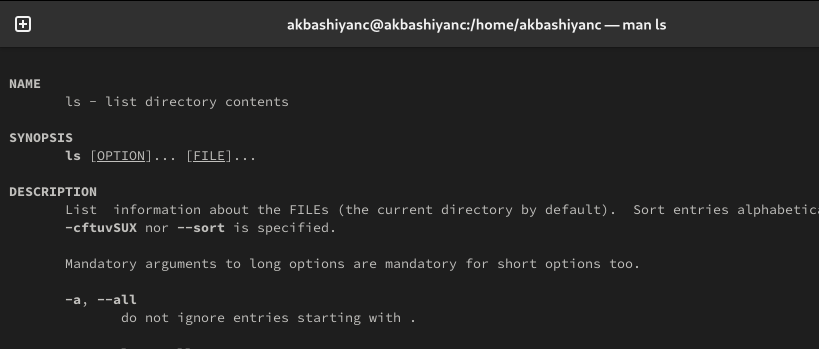 akbashiyanc@akbashiyanc:/home/akbashiyanc — man ls
NAME
ls - list directory contents
SYNOPSIS
ls [OPTION]... [FILE]...
DESCRIPTION
List  information about the FILEs (the current directory by default).  Sort entries
-cftuvSUX nor --sort is specified.
Mandatory arguments to long options are mandatory for short options too.
-a, --all
do not ignore entries starting with .